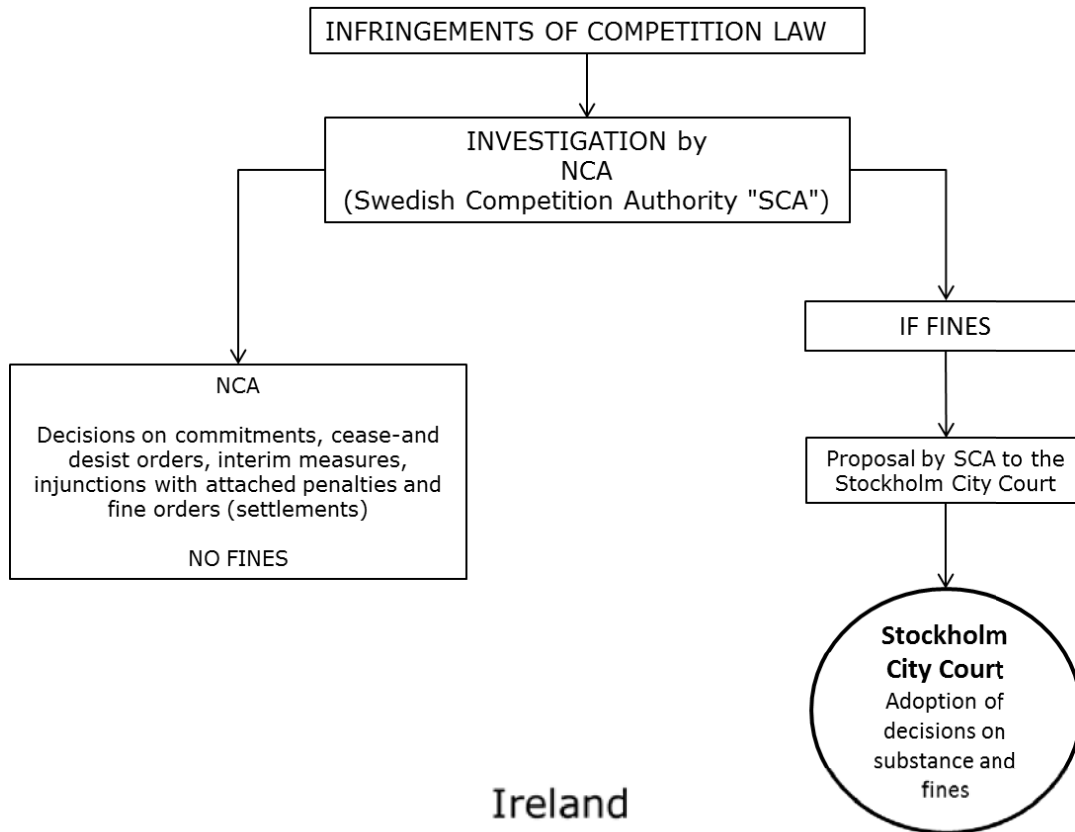 INFRINGEMENTS OF COMPETITION LAW
INVESTIGATION by
NCA
(Swedish Competition Authority "SCA")
NCA
Decisions on commitments, cease-and
desist orders, interim measures,
injunctions with attached penalties and
fine orders (settlements)
NO FINES
IF FINES
Proposal by SCA to the
Stockholm City Court
Stockholm
City Court
Adoption of
decisions on
substance and
fines
Ireland